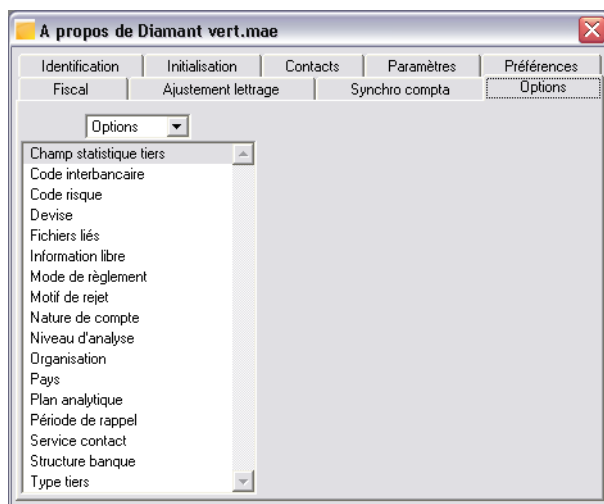 A propos de Diamant vert.mae
Identification Initialisation Contacts Paramètres Préférences
Fiscal Ajustement lettrage Synchro compta Options
Options
Champ statistique tiers
Code interbancaire
Code risque
Devise
Fichiers liés
Information libre
Mode de règlement
Motif de rejet
Nature de compte
Niveau d'analyse
Organisation
Pays
Plan analytique
Période de rappel
Service contact
Structure banque
Type tiers